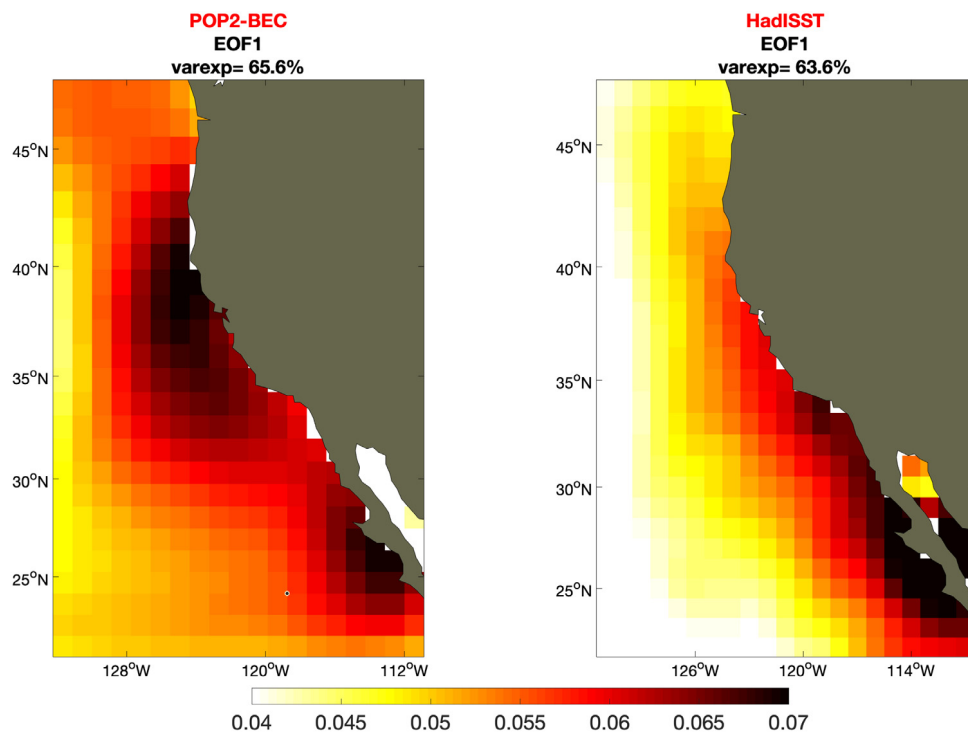 POP2-BEC
EOF1
varexp= 65.6%
45°N
40°N
35°N
30°N
25°N
128°W
120°W
112°W
HadISST
EOF1
varexp= 63.6%
45°N
40°N
35°N
30°N
25°N
126°W
120°W
114°W
0.04
0.045
0.05
0.055
0.06
0.065
0.07